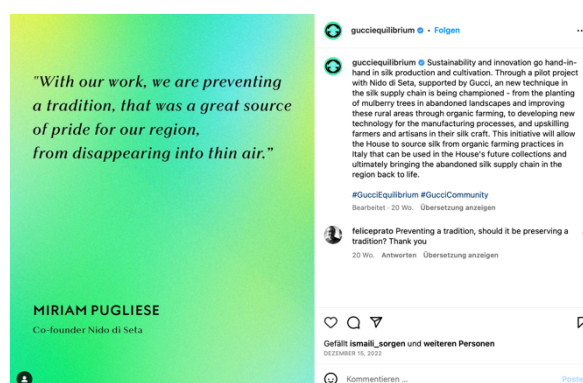 "With our work, we are preventing
a tradition, that was a great source
of pride for our region,
from disappearing into thin air."
MIRIAM PUGLIESE
Co-founder Nido di Seta
gucciequilibrium • Folgen
gucciequilibrium Sustainability and innovation go hand-in-
hand in silk production and cultivation. Through a pilot project
with Nido di Seta, supported by Gucci, an new technique in
the silk supply chain is being championed - from the planting
of mulberry trees in abandoned landscapes and improving
these rural areas through organic farming, to developing new
technology for the manufacturing processes, and upskilling
farmers and artisans in their silk craft. This initiative will allow
the House to source silk from organic farming practices in
Italy that can be used in the House's future collections and
ultimately bringing the abandoned silk supply chain in the
region back to life.
#GucciEquilibrium #GucciCommunity
Bearbeitet · 20 Wo. Übersetzung anzeigen
feliceprato Preventing a tradition, should it be preserving a
tradition? Thank you
20 Wo. Antworten Übersetzung anzeigen
Gefällt ismaili_sorgen und weiteren Personen
DEZEMBER 15, 2022
Kommentieren ...
Poste